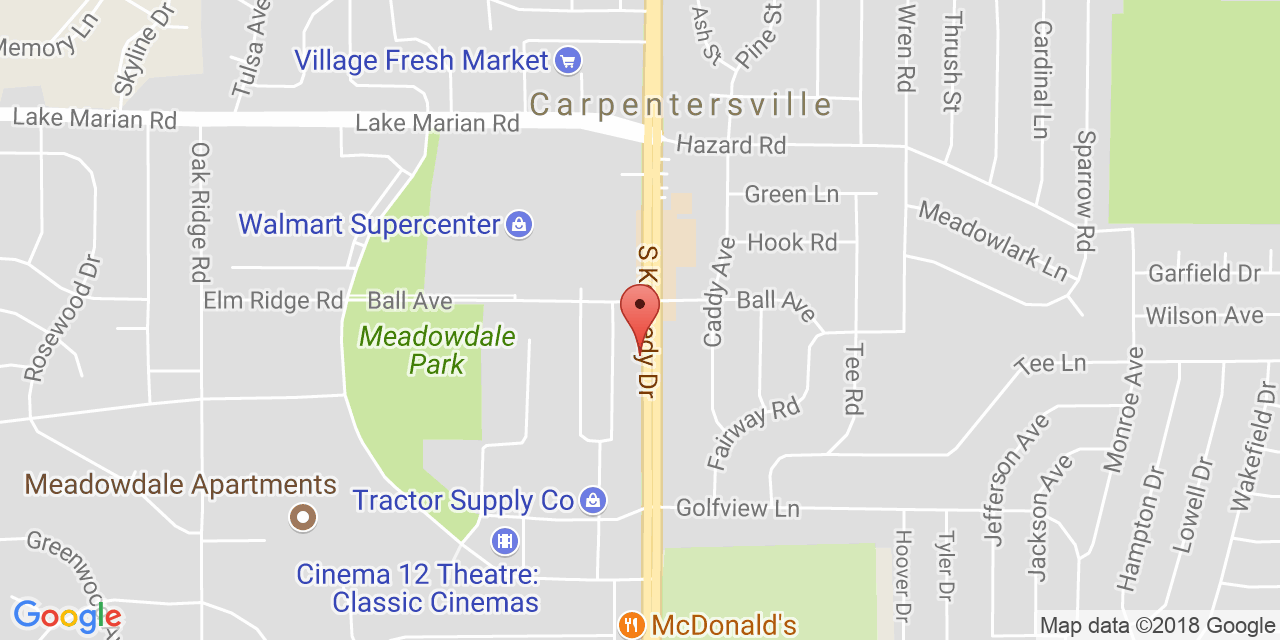 Memory Ln
Skyline Dr
Tulsa Ave
Village Fresh Market
Ash St
Pine St
Wren Rd
Thrush St
Cardinal Ln
Carpentersville
Lake Marian Rd
Lake Marian Rd
Hazard Rd
Sparrow Rd
Oak Ridge Rd
Green Ln
Walmart Supercenter
Hook Rd
Meadowlark Ln
Caddy Ave
Garfield Dr
Rosewood Dr
Elm Ridge Rd
Ball Ave
S K
edy Dr
Ball Ave
Wilson Ave
Meadowdale
Park
Tee Rd
Tee Ln
Monroe Ave
Fairway Rd
Jefferson Ave
Jackson Ave
Hampton Dr
Lowell Dr
Wakefield Dr
Meadowdale Apartments
Tractor Supply Co
Golfview Ln
Hoover Dr
Tyler Dr
Greenwoo
Cinema 12 Theatre:
Classic Cinemas
Google
McDonald's
Map data ©2018 Google